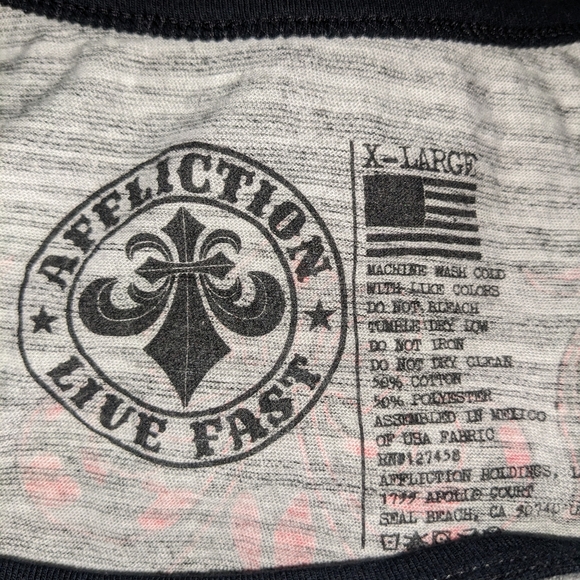 AFFLICTION
LIVE FAST
X-LARGE
MACHINE WASH COLD
WITH LIKE COLORS
DO NOT BLEACH
TUMBLE DRY LOW
DO NOT IRON
DO NOT DRY CLEAN
50% COTTON
50% POLYESTER
ASSEMBLED IN MEXICO
OF USA FABRIC
RN#127458
AFFLICTION HOLDINGS,
1799 APOLLO COURT
SEAL BEACH, CA 90740